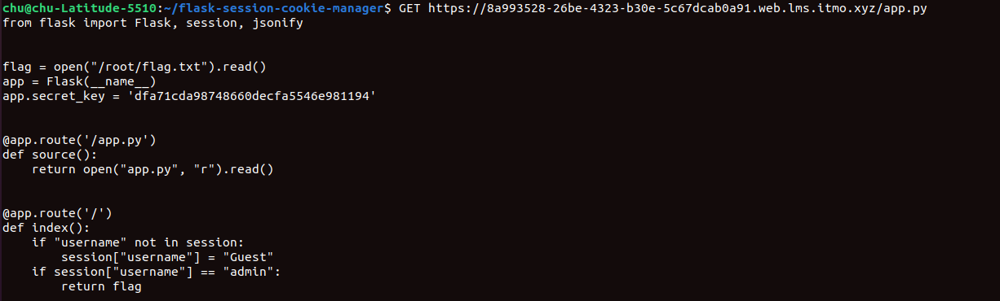 chu@chu-Latitude-5510:~/flask-session-cookie-manager$ GET https://8a993528-26be-4323-b30e-5c67dcab0a91.web.lms.itmo.xyz/app.py
from flask import Flask, session, jsonify
flag = open("/root/flag.txt").read()
app = Flask(__name__)
app.secret_key = 'dfa71cda98748660decfa5546e981194'
@app.route('/app.py')
def source():
    return open("app.py", "r").read()
@app.route('/')
def index():
    if "username" not in session:
        session["username"] = "Guest"
    if session["username"] == "admin":
        return flag